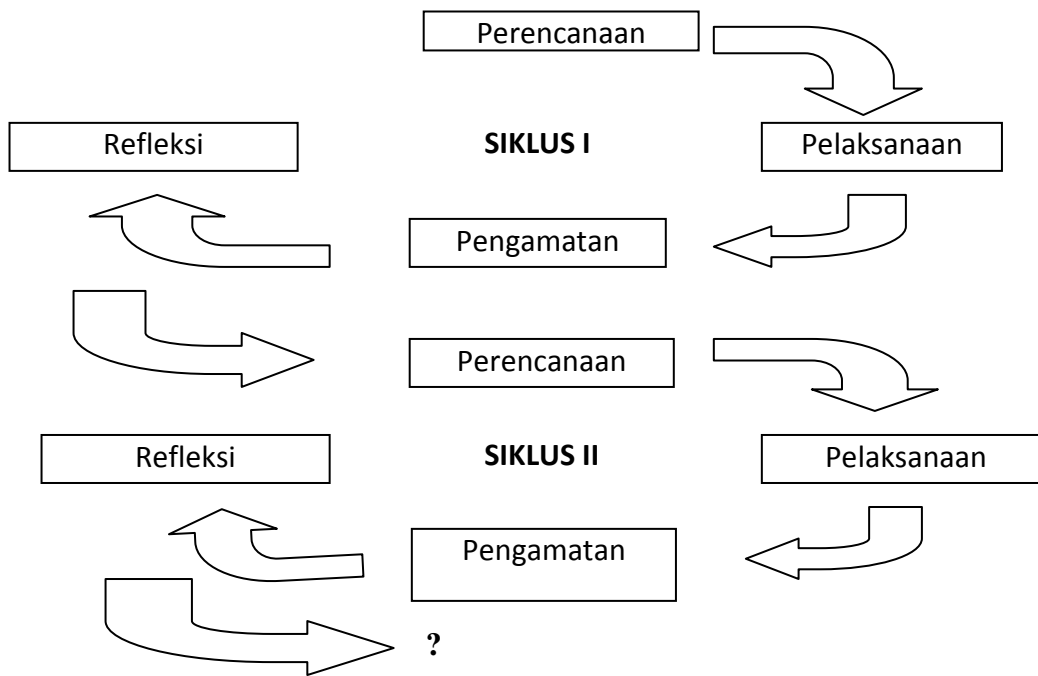 Perencanaan
Refleksi
SIKLUS I
Pelaksanaan
Pengamatan
Perencanaan
Refleksi
SIKLUS II
Pelaksanaan
Pengamatan
?